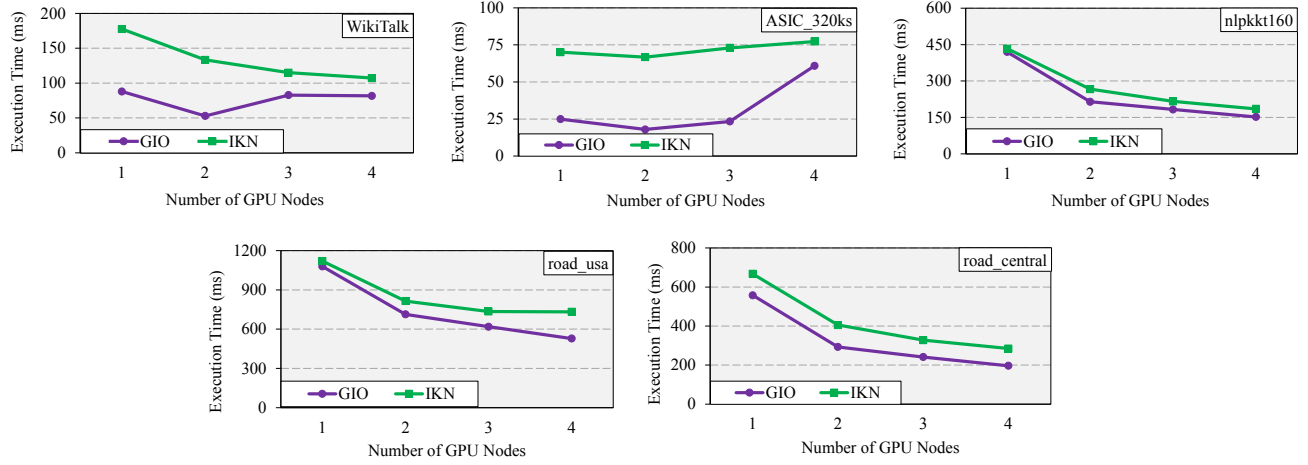 WikiTalk
Execution Time (ms)
200
150
100
50
0
GIO IKN
1 2 3 4
Number of GPU Nodes
ASIC_320ks
Execution Time (ms)
100
75
50
25
0
GIO IKN
1 2 3 4
Number of GPU Nodes
nlpkkt160
Execution Time (ms)
600
450
300
150
0
GIO IKN
1 2 3 4
Number of GPU Nodes
road_usa
Execution Time (ms)
1200
900
600
300
0
GIO IKN
1 2 3 4
Number of GPU Nodes
road_central
Execution Time (ms)
800
600
400
200
0
GIO IKN
1 2 3 4
Number of GPU Nodes